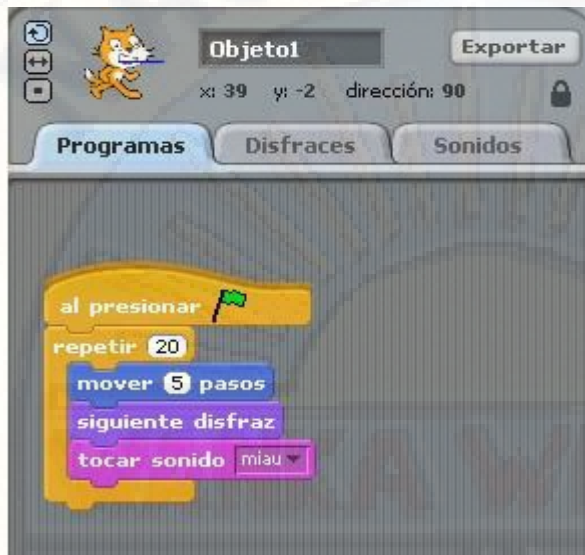 Objeto1
Exportar
x: 39 y: -2 dirección: 90
Programas Disfraces Sonidos
al presionar
repetir 20
mover 5 pasos
siguiente disfraz
tocar sonido miau